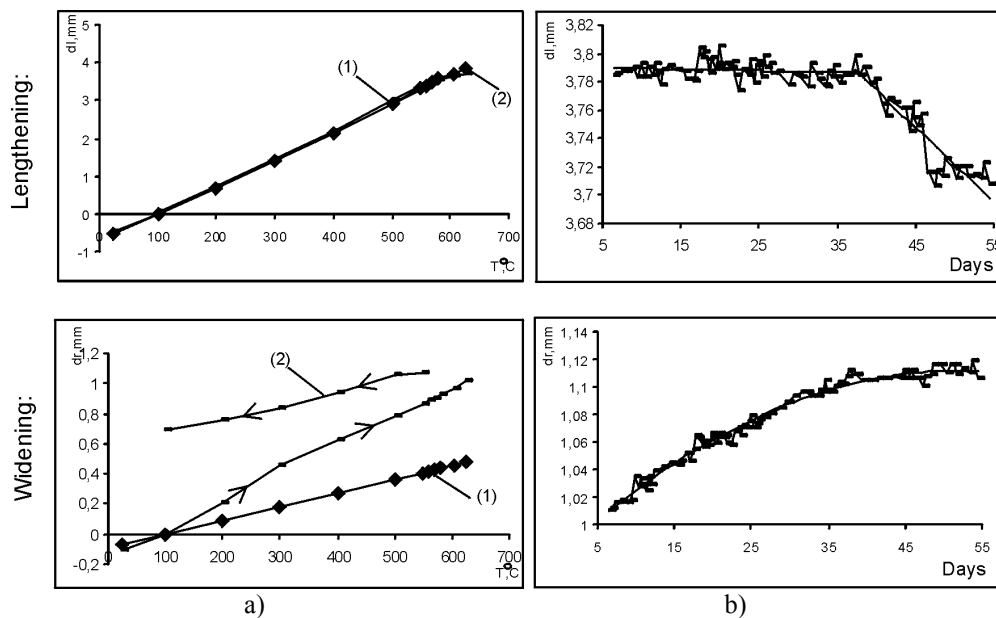 Lengthening:
dl,mm
5
4
3
2
1
0
-1
0 100 200 300 400 500 600 700
T°,C
(1)
(2)
dl,mm
3,82
3,8
3,78
3,76
3,74
3,72
3,7
3,68
5 15 25 35 45 55
Days
Widening:
dr,mm
1,2
1
0,8
0,6
0,4
0,2
0
-0,2
0 100 200 300 400 500 600 700
T°,C
(2)
(1)
dr,mm
1,14
1,12
1,1
1,08
1,06
1,04
1,02
1
5 15 25 35 45 55
Days
a) b)